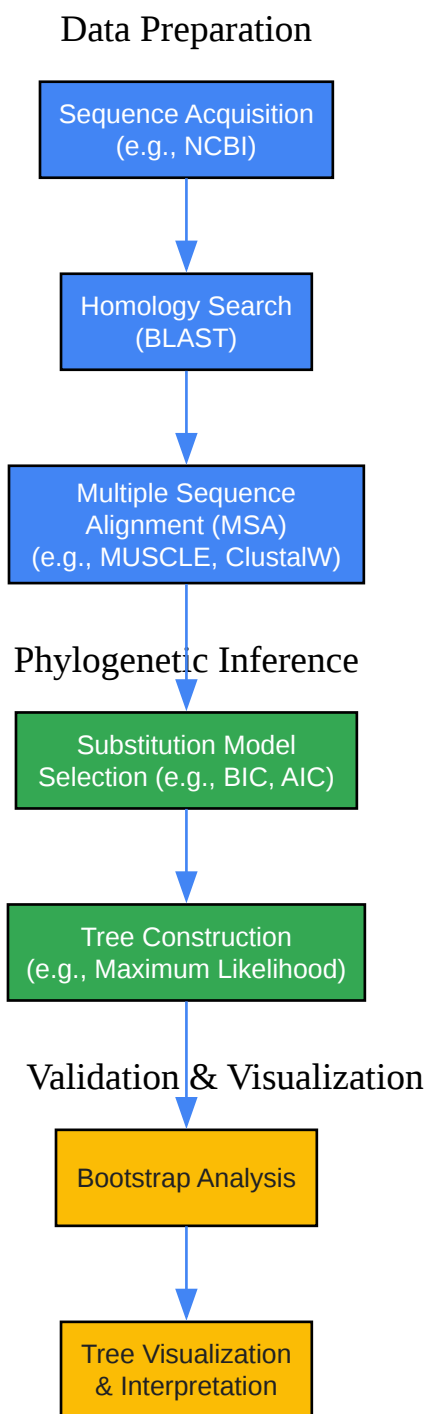 Data Preparation
Sequence Acquisition
(e.g., NCBI)
Homology Search
(BLAST)
Multiple Sequence
Alignment (MSA)
(e.g., MUSCLE, ClustalW)
Phylogenetic Inference
Substitution Model
Selection (e.g., BIC, AIC)
Tree Construction
(e.g., Maximum Likelihood)
Validation & Visualization
Bootstrap Analysis
Tree Visualization
& Interpretation